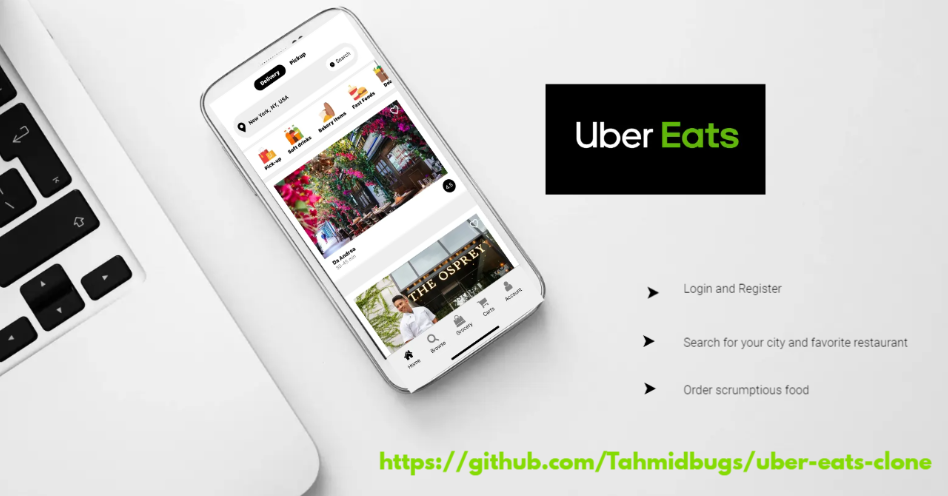 Delivery
Pickup
Search
New York, NY, USA
Pick-up
Soft drinks
Bakery Items
Fast Foods
4.5
Da Andrea
THE OSPREY
Home
Browse
Grocery
Carts
Account
Uber Eats
Login and Register
Search for your city and favorite restaurant
Order scrumptious food
https://github.com/Tahmidbugs/uber-eats-clone